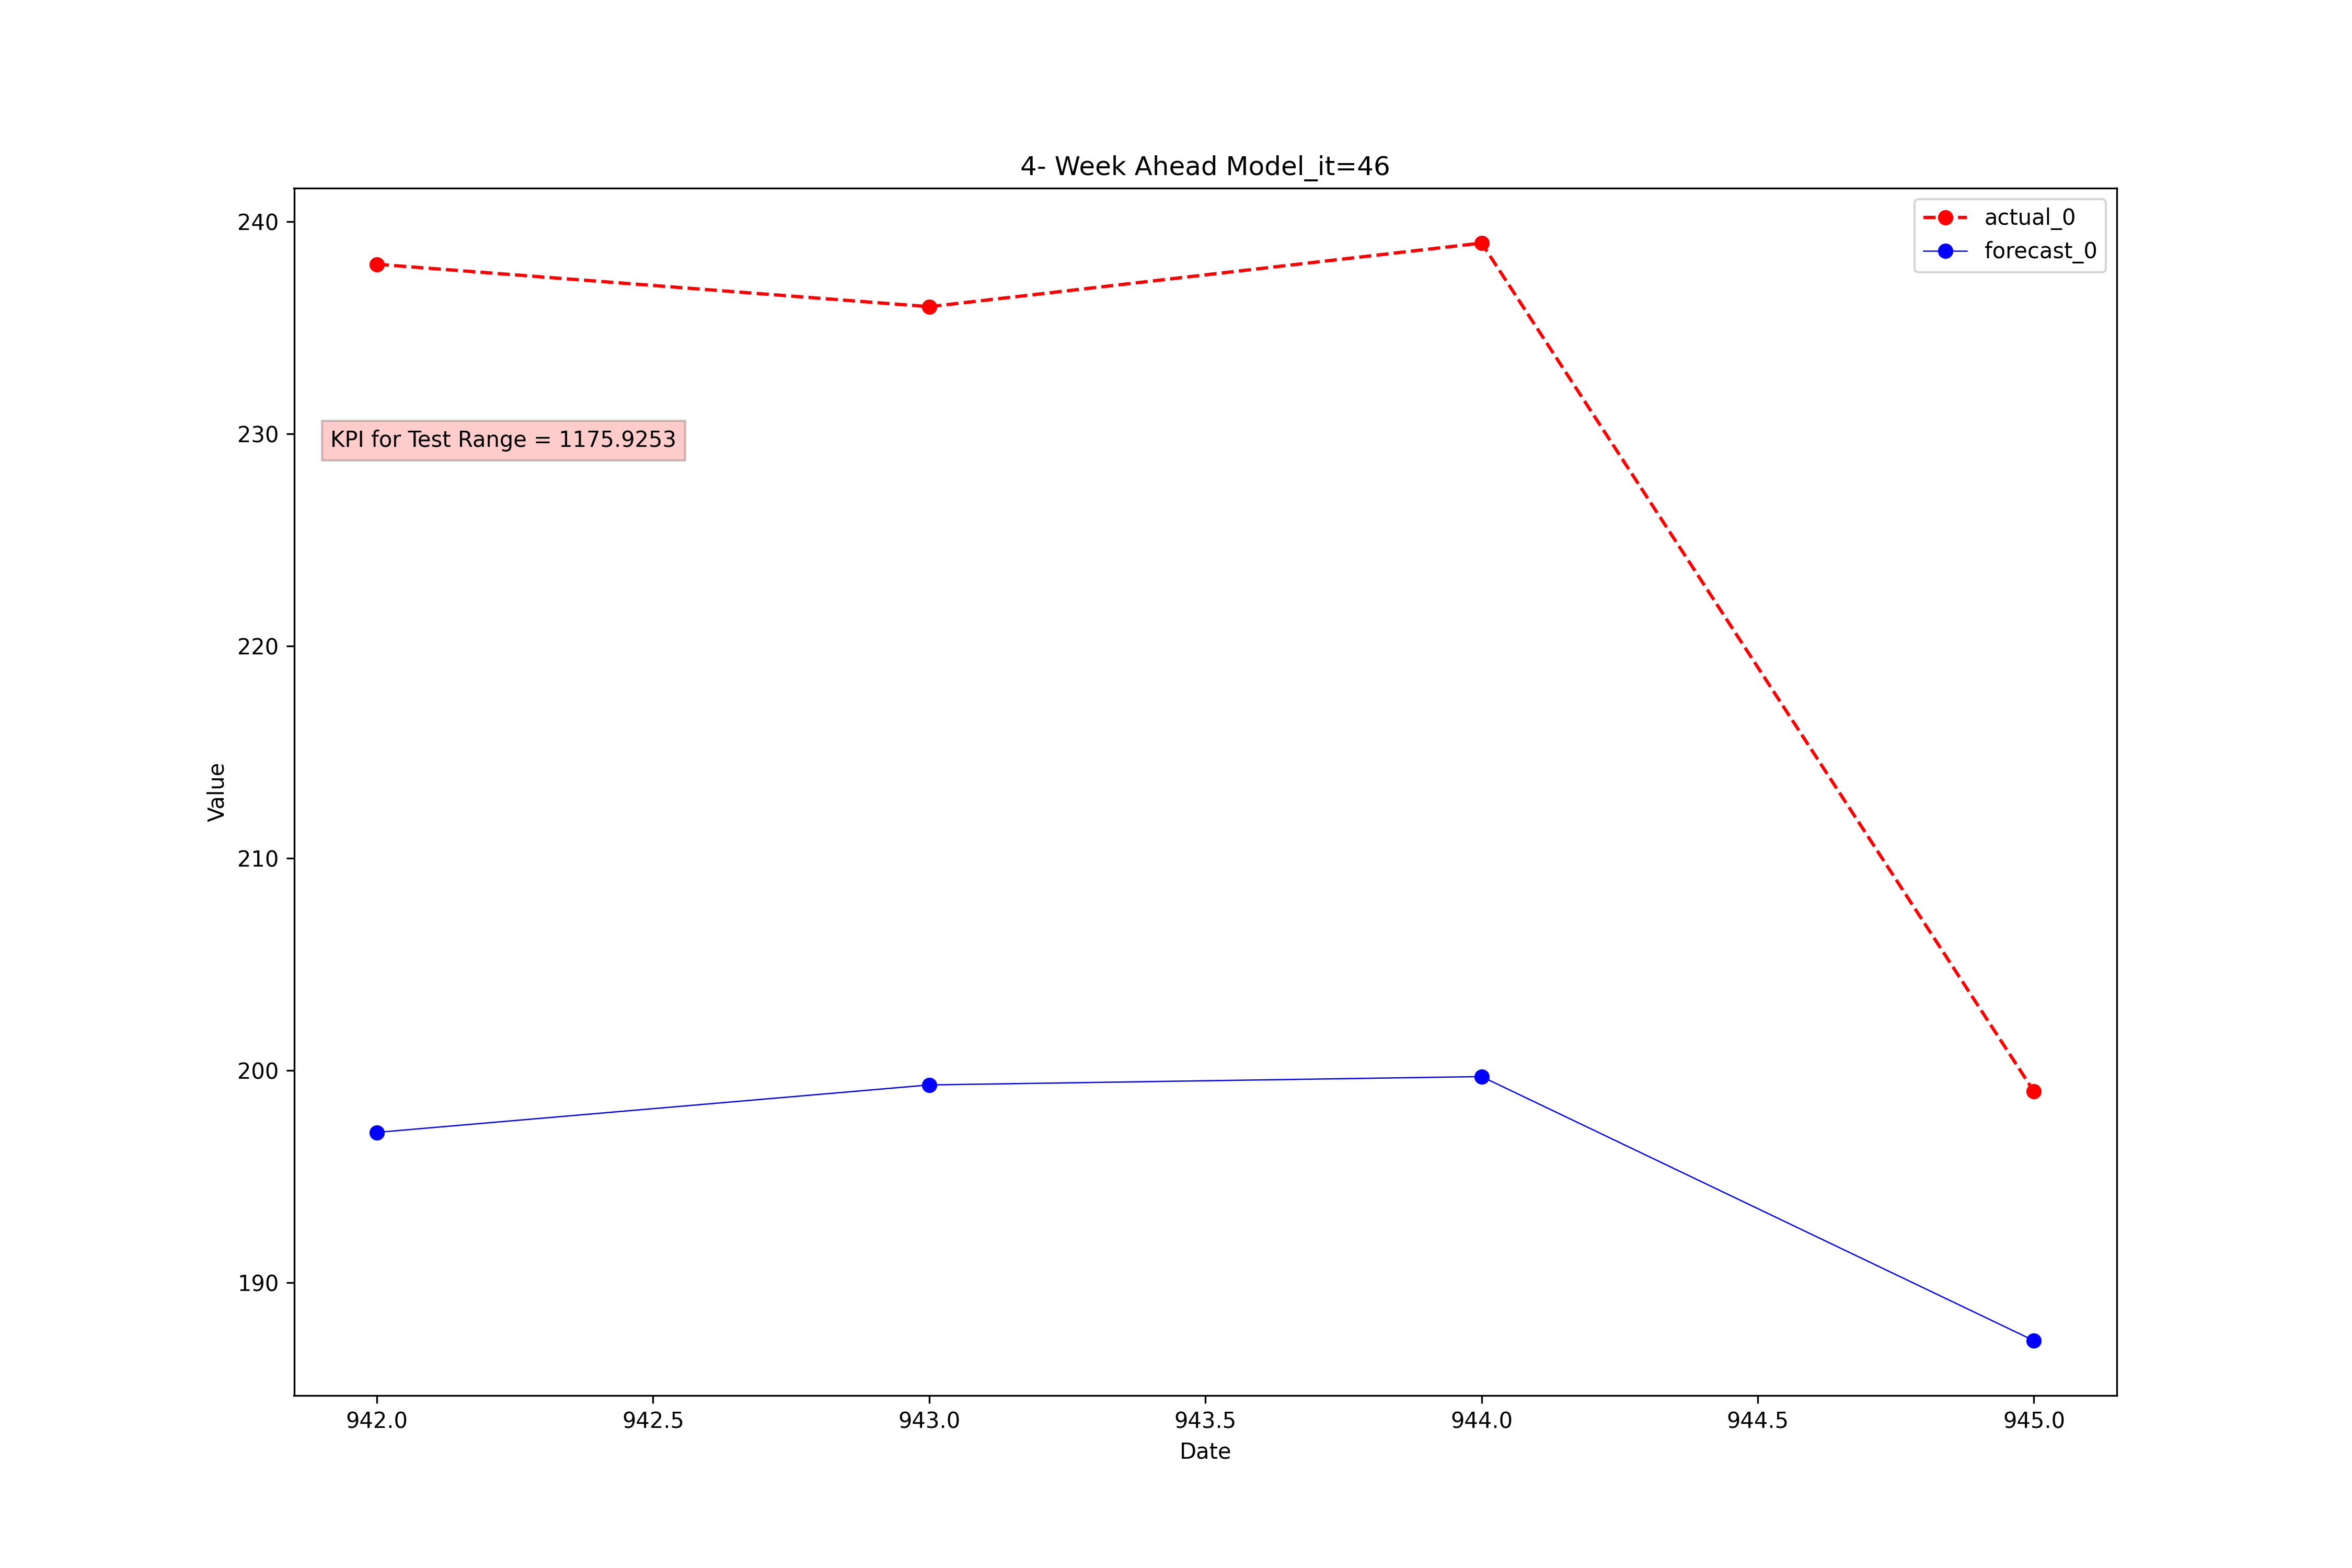 4- Week Ahead Model_it=46
actual_0
forecast_0
240
230
220
210
200
190
KPI for Test Range = 1175.9253
Value
942.0 942.5 943.0 943.5 944.0 944.5 945.0
Date